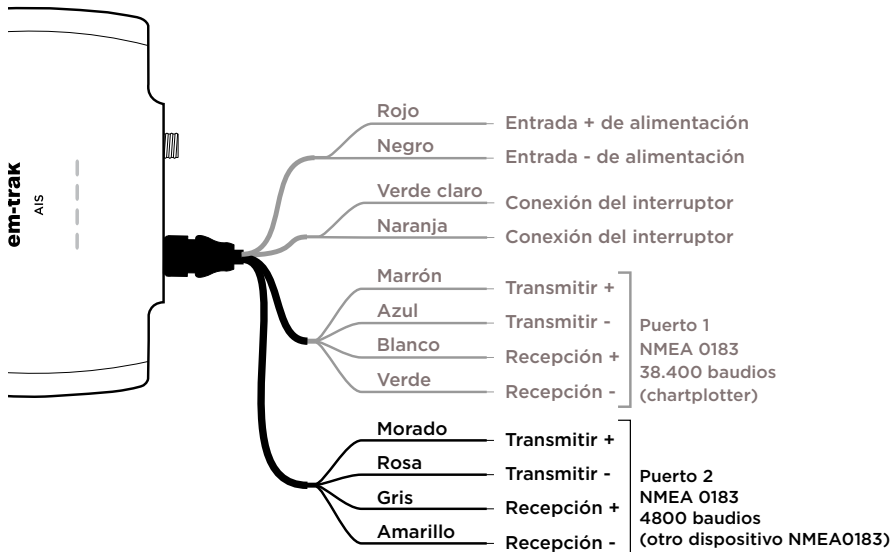 em-trak
AIS
Rojo
Entrada + de alimentación
Negro
Entrada - de alimentación
Verde claro
Conexión del interruptor
Naranja
Conexión del interruptor
Marrón
Transmitir +
Azul
Transmitir -
Blanco
Recepción +
Verde
Recepción -
Puerto 1
NMEA 0183
38.400 baudios
(chartplotter)
Morado
Transmitir +
Rosa
Transmitir -
Gris
Recepción +
Amarillo
Recepción -
Puerto 2
NMEA 0183
4800 baudios
(otro dispositivo NMEA0183)